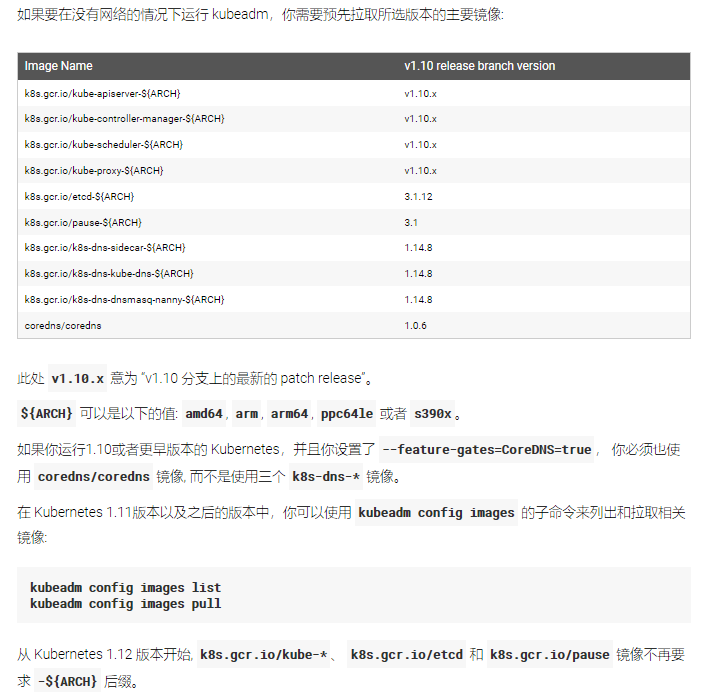 如果要在没有网络的情况下运行 kubeadm，你需要预先拉取所选版本的主要镜像:
Image Name v1.10 release branch version
k8s.gcr.io/kube-apiserver-${ARCH} v1.10.x
k8s.gcr.io/kube-controller-manager-${ARCH} v1.10.x
k8s.gcr.io/kube-scheduler-${ARCH} v1.10.x
k8s.gcr.io/kube-proxy-${ARCH} v1.10.x
k8s.gcr.io/etcd-${ARCH} 3.1.12
k8s.gcr.io/pause-${ARCH} 3.1
k8s.gcr.io/k8s-dns-sidecar-${ARCH} 1.14.8
k8s.gcr.io/k8s-dns-kube-dns-${ARCH} 1.14.8
k8s.gcr.io/k8s-dns-dnsmasq-nanny-${ARCH} 1.14.8
coredns/coredns 1.0.6
此处 v1.10.x 意为 “v1.10 分支上的最新的 patch release”。
${ARCH} 可以是以下的值: amd64, arm, arm64, ppc64le 或者 s390x。
如果你运行1.10或者更早版本的 Kubernetes，并且你设置了 --feature-gates=CoreDNS=true， 你必须也使
用 coredns/coredns 镜像, 而不是使用三个 k8s-dns-* 镜像。
在 Kubernetes 1.11版本以及之后的版本中，你可以使用 kubeadm config images 的子命令来列出和拉取相关
镜像:
kubeadm config images list
kubeadm config images pull
从 Kubernetes 1.12 版本开始, k8s.gcr.io/kube-*、 k8s.gcr.io/etcd 和 k8s.gcr.io/pause 镜像不再要
求 -${ARCH} 后缀。